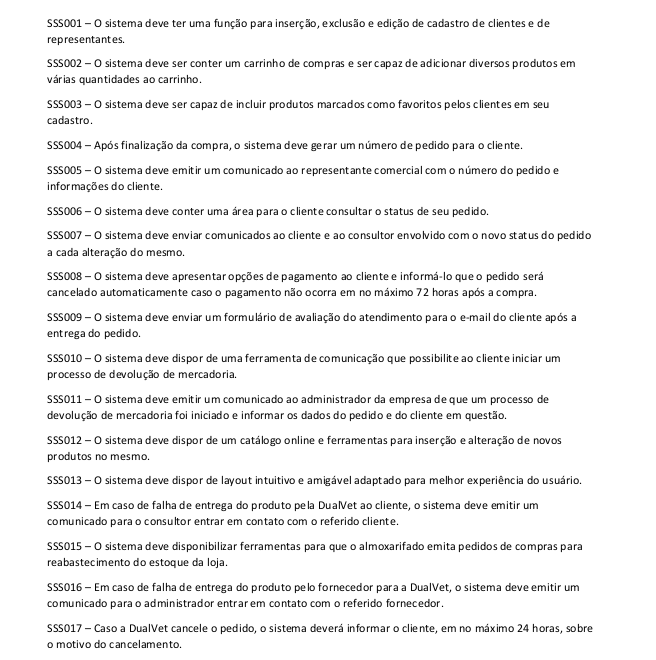 SSS001 – O sistema deve ter uma função para inserção, exclusão e edição de cadastro de clientes e de
representantes.
SSS002 – O sistema deve ser conter um carrinho de compras e ser capaz de adicionar diversos produtos em
várias quantidades ao carrinho.
SSS003 – O sistema deve ser capaz de incluir produtos marcados como favoritos pelos clientes em seu
cadastro.
SSS004 – Após finalização da compra, o sistema deve gerar um número de pedido para o cliente.
SSS005 – O sistema deve emitir um comunicado ao representante comercial com o número do pedido e
informações do cliente.
SSS006 – O sistema deve conter uma área para o cliente consultar o status de seu pedido.
SSS007 – O sistema deve enviar comunicados ao cliente e ao consultor envolvido com o novo status do pedido
a cada alteração do mesmo.
SSS008 – O sistema deve apresentar opções de pagamento ao cliente e informá-lo que o pedido será
cancelado automaticamente caso o pagamento não ocorra em no máximo 72 horas após a compra.
SSS009 – O sistema deve enviar um formulário de avaliação do atendimento para o e-mail do cliente após a
entrega do pedido.
SSS010 – O sistema deve dispor de uma ferramenta de comunicação que possibilite ao cliente iniciar um
processo de devolução de mercadoria.
SSS011 – O sistema deve emitir um comunicado ao administrador da empresa de que um processo de
devolução de mercadoria foi iniciado e informar os dados do pedido e do cliente em questão.
SSS012 – O sistema deve dispor de um catálogo online e ferramentas para inserção e alteração de novos
produtos no mesmo.
SSS013 – O sistema deve dispor de layout intuitivo e amigável adaptado para melhor experiência do usuário.
SSS014 – Em caso de falha de entrega do produto pela DualVet ao cliente, o sistema deve emitir um
comunicado para o consultor entrar em contato com o referido cliente.
SSS015 – O sistema deve disponibilizar ferramentas para que o almoxarifado emita pedidos de compras para
reabastecimento do estoque da loja.
SSS016 – Em caso de falha de entrega do produto pelo fornecedor para a DualVet, o sistema deve emitir um
comunicado para o administrador entrar em contato com o referido fornecedor.
SSS017 – Caso a DualVet cancele o pedido, o sistema deverá informar o cliente, em no máximo 24 horas, sobre
o motivo do cancelamento.